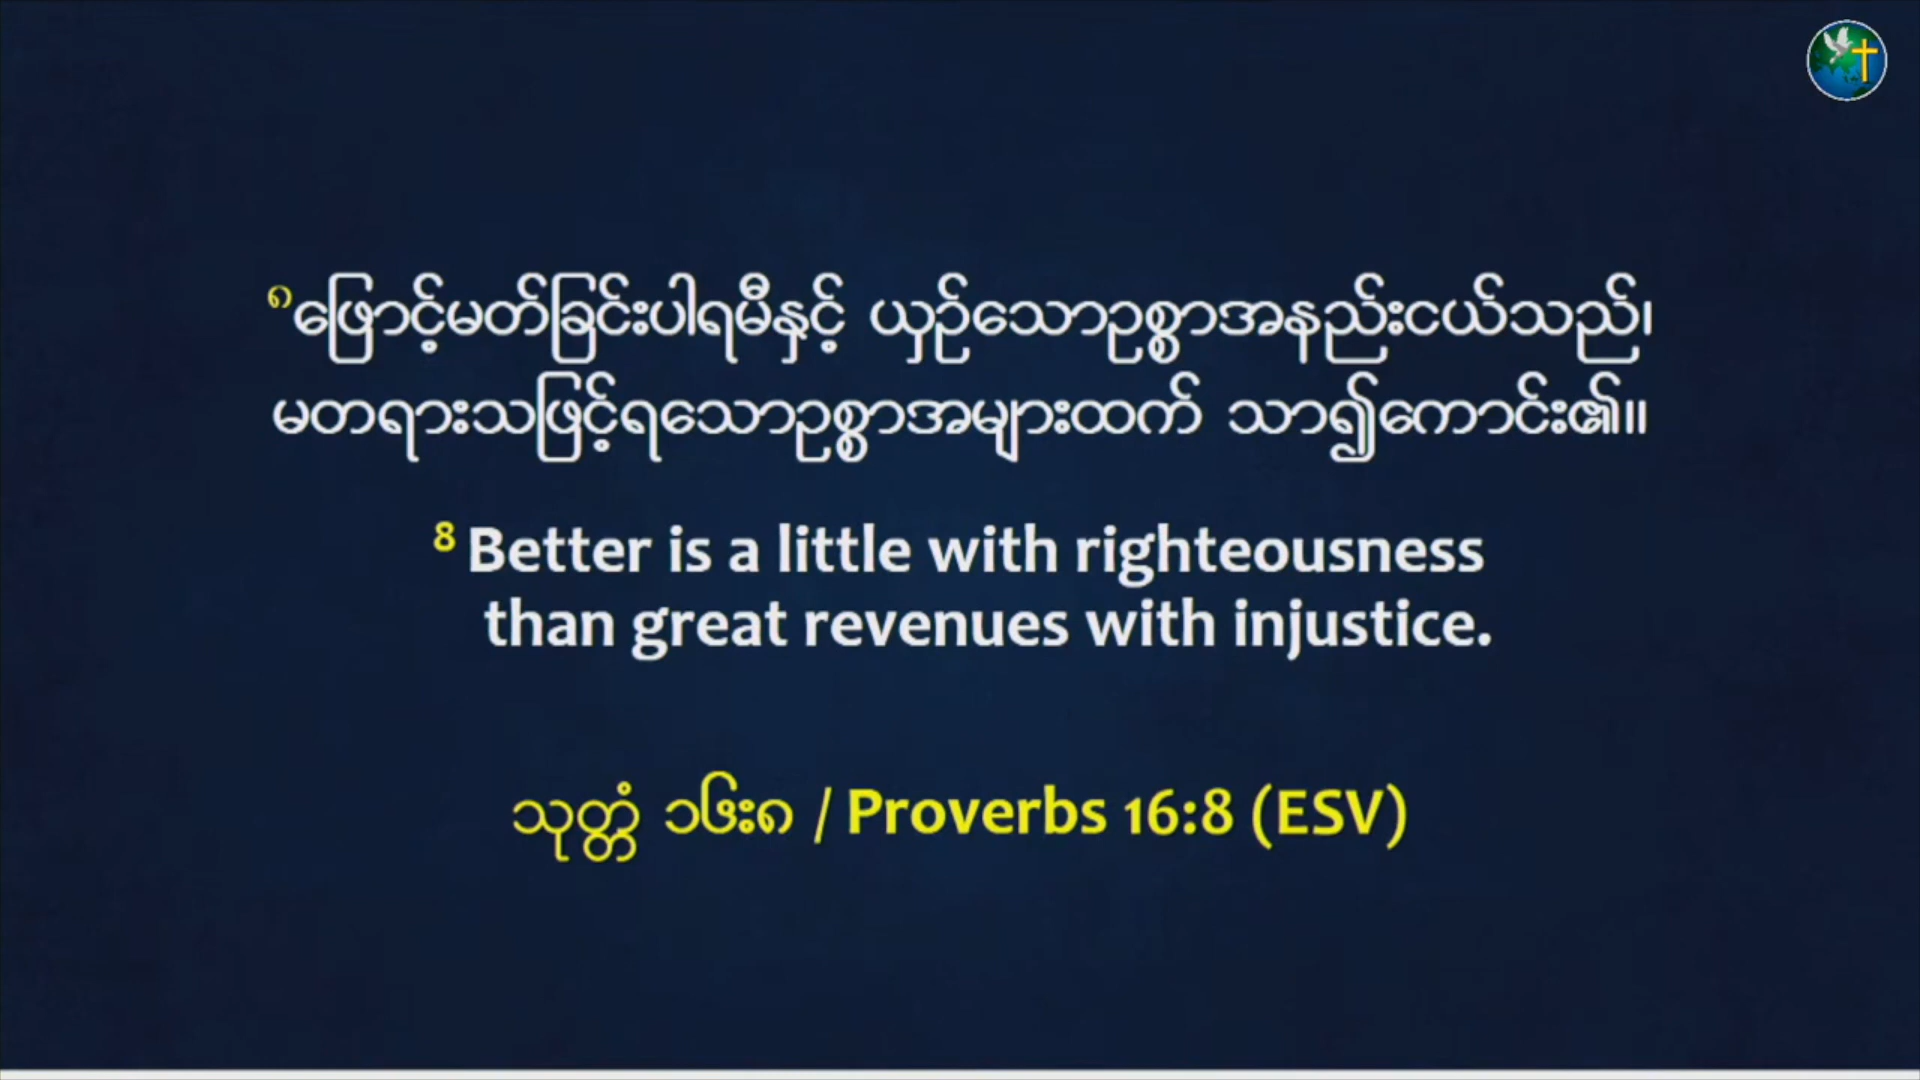 ၈ဖြောင့်မတ်ခြင်းပါရမီနှင့် ယှဉ်သောဥစ္စာအနည်းငယ်သည်၊
မတရားသဖြင့်ရသောဥစ္စာအများထက် သာ၍ကောင်း၏။
8 Better is a little with righteousness
than great revenues with injustice.
သုတ္တံ ၁၆း၈ / Proverbs 16:8 (ESV)